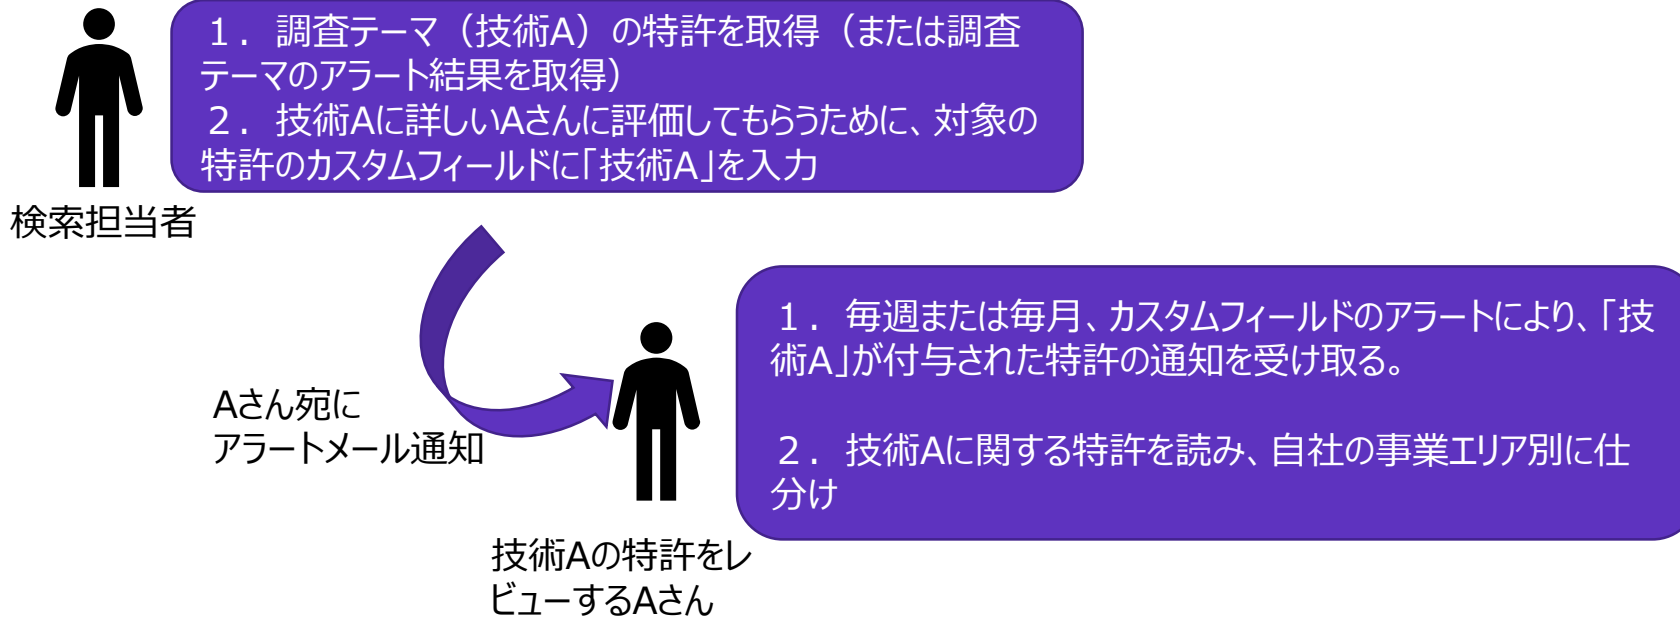 １．調査テーマ（技術A）の特許を取得（または調査
テーマのアラート結果を取得）
２．技術Aに詳しいAさんに評価してもらうために、対象の
特許のカスタムフィールドに「技術A」を入力
検索担当者
１．毎週または毎月、カスタムフィールドのアラートにより、「技
術A」が付与された特許の通知を受け取る。
２．技術Aに関する特許を読み、自社の事業エリア別に仕
分け
Aさん宛に
アラートメール通知
技術Aの特許をレ
ビューするAさん